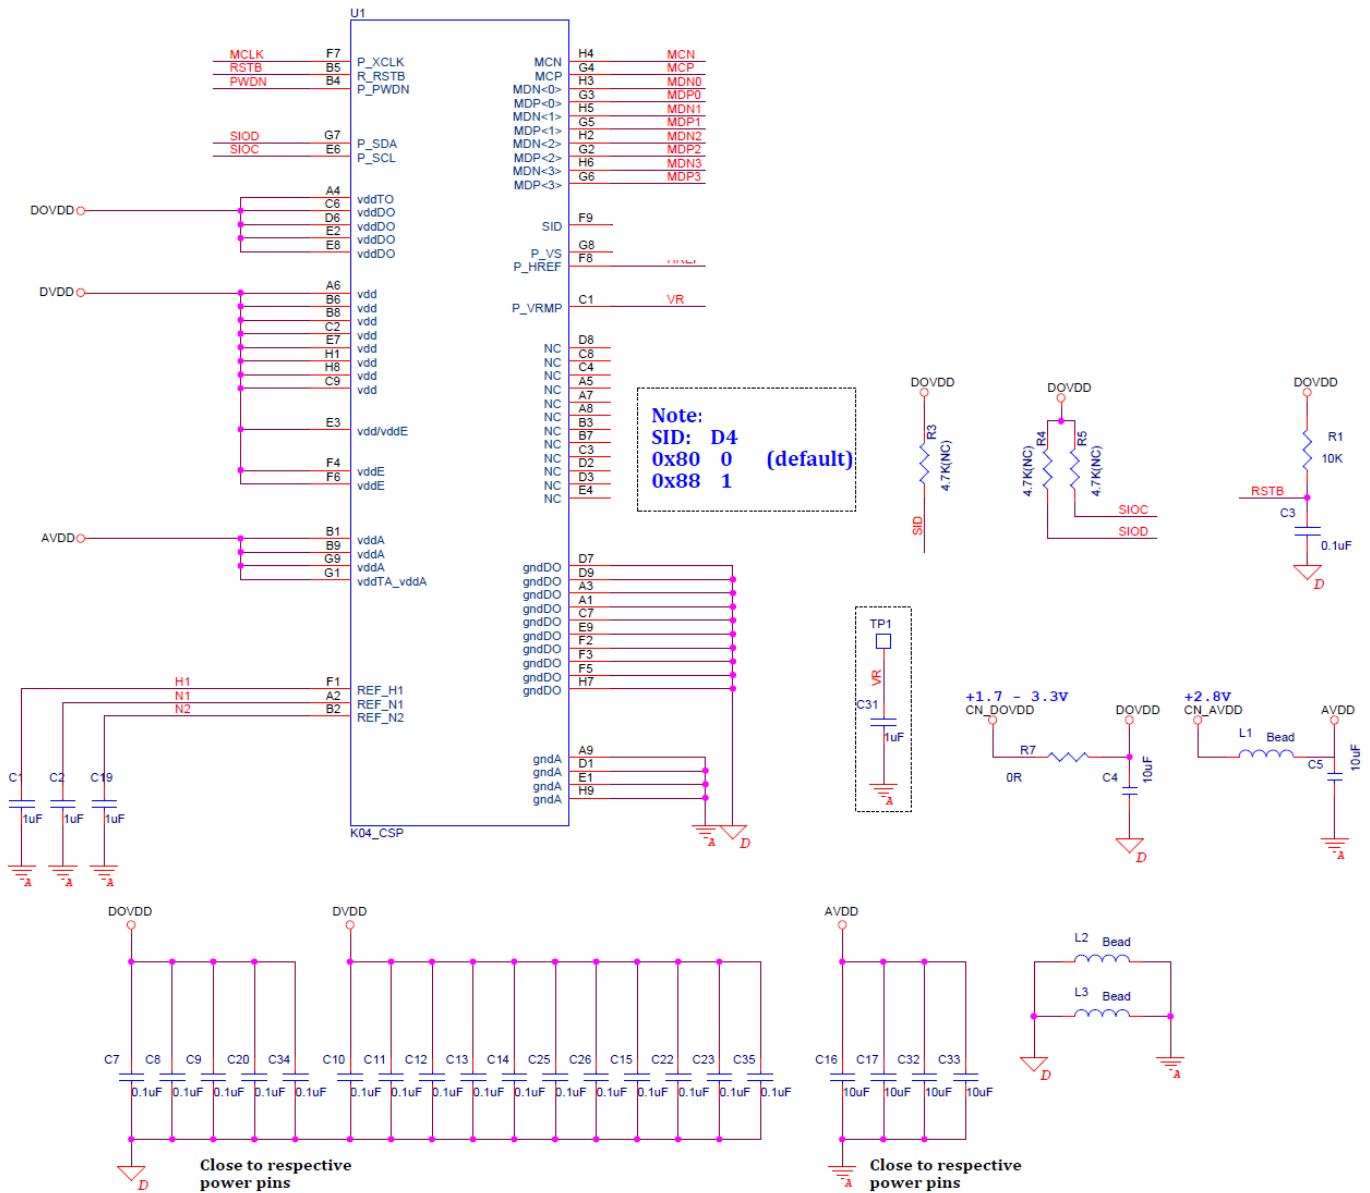 U1
MCLK F7 P_XCLK
RSTB B5 R_RSTB
PWDN B4 P_PWDN
SIOD G7 P_SDA
SIOC E6 P_SCL
A4 vddTO
DOVDD C6 vddDO
D6 vddDO
E2 vddDO
E8 vddDO
DVDD A6 vdd
B6 vdd
B8 vdd
C2 vdd
E7 vdd
H1 vdd
H8 vdd
C9 vdd
E3 vdd/vddE
F4 vddE
F6 vddE
AVDD B1 vddA
B9 vddA
G9 vddA
G1 vddTA_vddA
H1 F1 REF_H1
N1 A2 REF_N1
N2 B2 REF_N2
MCN H4 MCN
MCP G4 MCP
MDN<0> H3 MDN0
MDP<0> G3 MDP0
MDN<1> H5 MDN1
MDP<1> G5 MDP1
MDN<2> H2 MDN2
MDP<2> G2 MDP2
MDN<3> H6 MDN3
MDP<3> G6 MDP3
SID F9
P_VS G8
P_HREF F8
P_VRMP C1 VR
NC D8
NC C8
NC C4
NC A5
NC A7
NC A8
NC B3
NC B7
NC C3
NC D2
NC D3
NC E4
gndDO D7
gndDO D9
gndDO A3
gndDO A1
gndDO C7
gndDO E9
gndDO F2
gndDO F3
gndDO F5
gndDO H7
gndA A9
gndA D1
gndA E1
gndA H9
A D
K04_CSP
C1 C2 C19
1uF 1uF 1uF
A A A
Note:
SID: D4
0x80 0 (default)
0x88 1
DOVDD
R3
4.7K(NC)
SID
DOVDD
R4 R5
4.7K(NC) 4.7K(NC)
SIOC
SIOD
DOVDD
R1
10K
RSTB
C3
0.1uF
D
TP1
VR
C31
1uF
A
+1.7 - 3.3V
CN_DOVDD DOVDD
R7
0R
C4
10uF
D
+2.8V
CN_AVDD AVDD
L1 Bead
C5
10uF
A
DOVDD DVDD AVDD
C7 C8 C9 C20 C34 C10 C11 C12 C13 C14 C25 C26 C15 C22 C23 C35 C16 C17 C32 C33
0.1uF 0.1uF 0.1uF 0.1uF 0.1uF 0.1uF 0.1uF 0.1uF 0.1uF 0.1uF 0.1uF 0.1uF 0.1uF 0.1uF 0.1uF 0.1uF 10uF 10uF 10uF 10uF
D
Close to respective
power pins
A
Close to respective
power pins
L2 Bead
L3 Bead
D A